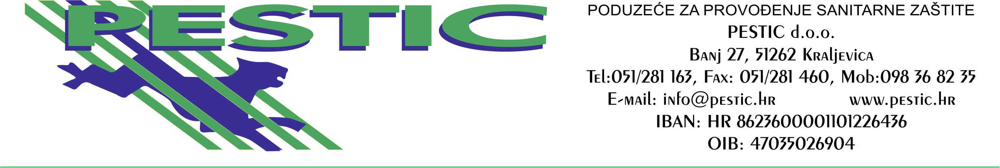 PESTIC
PODUZEĆE ZA PROVOĐENJE SANITARNE ZAŠTITE
PESTIC d.o.o.
Banj 27, 51262 Kraljevica
Tel:051/281 163, Fax: 051/281 460, Mob:098 36 82 35
E-mail: info@pestic.hr www.pestic.hr
IBAN: HR 8623600001101226436
OIB: 47035026904